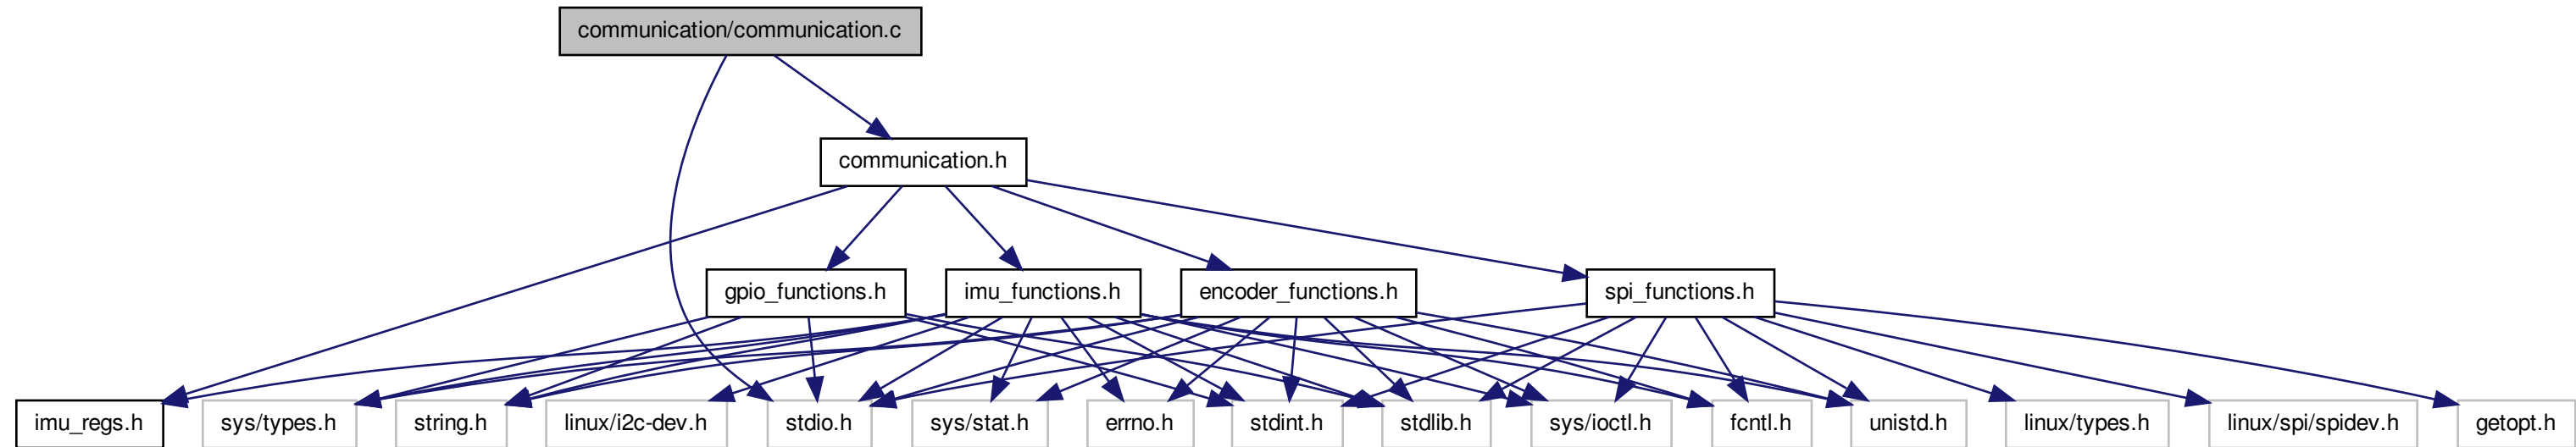 communication/communication.c
communication.h
gpio_functions.h
imu_functions.h
encoder_functions.h
spi_functions.h
imu_regs.h
sys/types.h
string.h
linux/i2c-dev.h
stdio.h
sys/stat.h
errno.h
stdint.h
stdlib.h
sys/ioctl.h
fcntl.h
unistd.h
linux/types.h
linux/spi/spidev.h
getopt.h